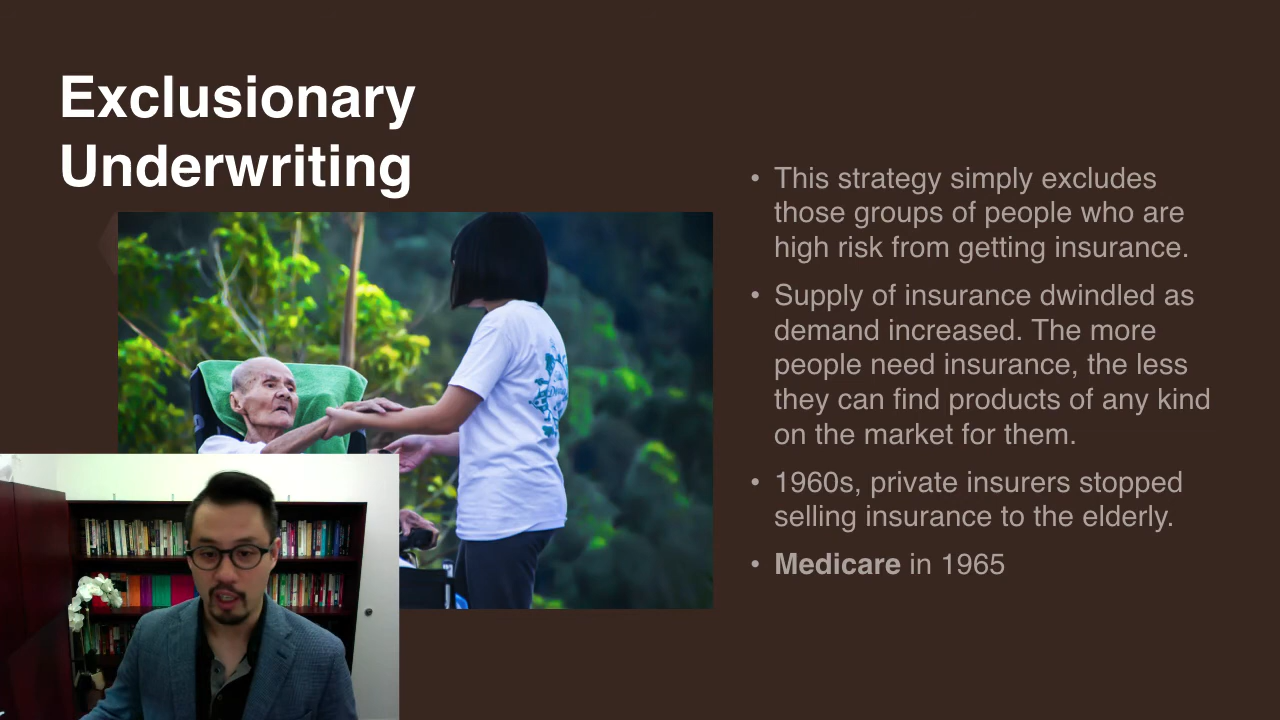 Exclusionary
Underwriting
• This strategy simply excludes
those groups of people who are
high risk from getting insurance.
• Supply of insurance dwindled as
demand increased. The more
people need insurance, the less
they can find products of any kind
on the market for them.
• 1960s, private insurers stopped
selling insurance to the elderly.
• Medicare in 1965